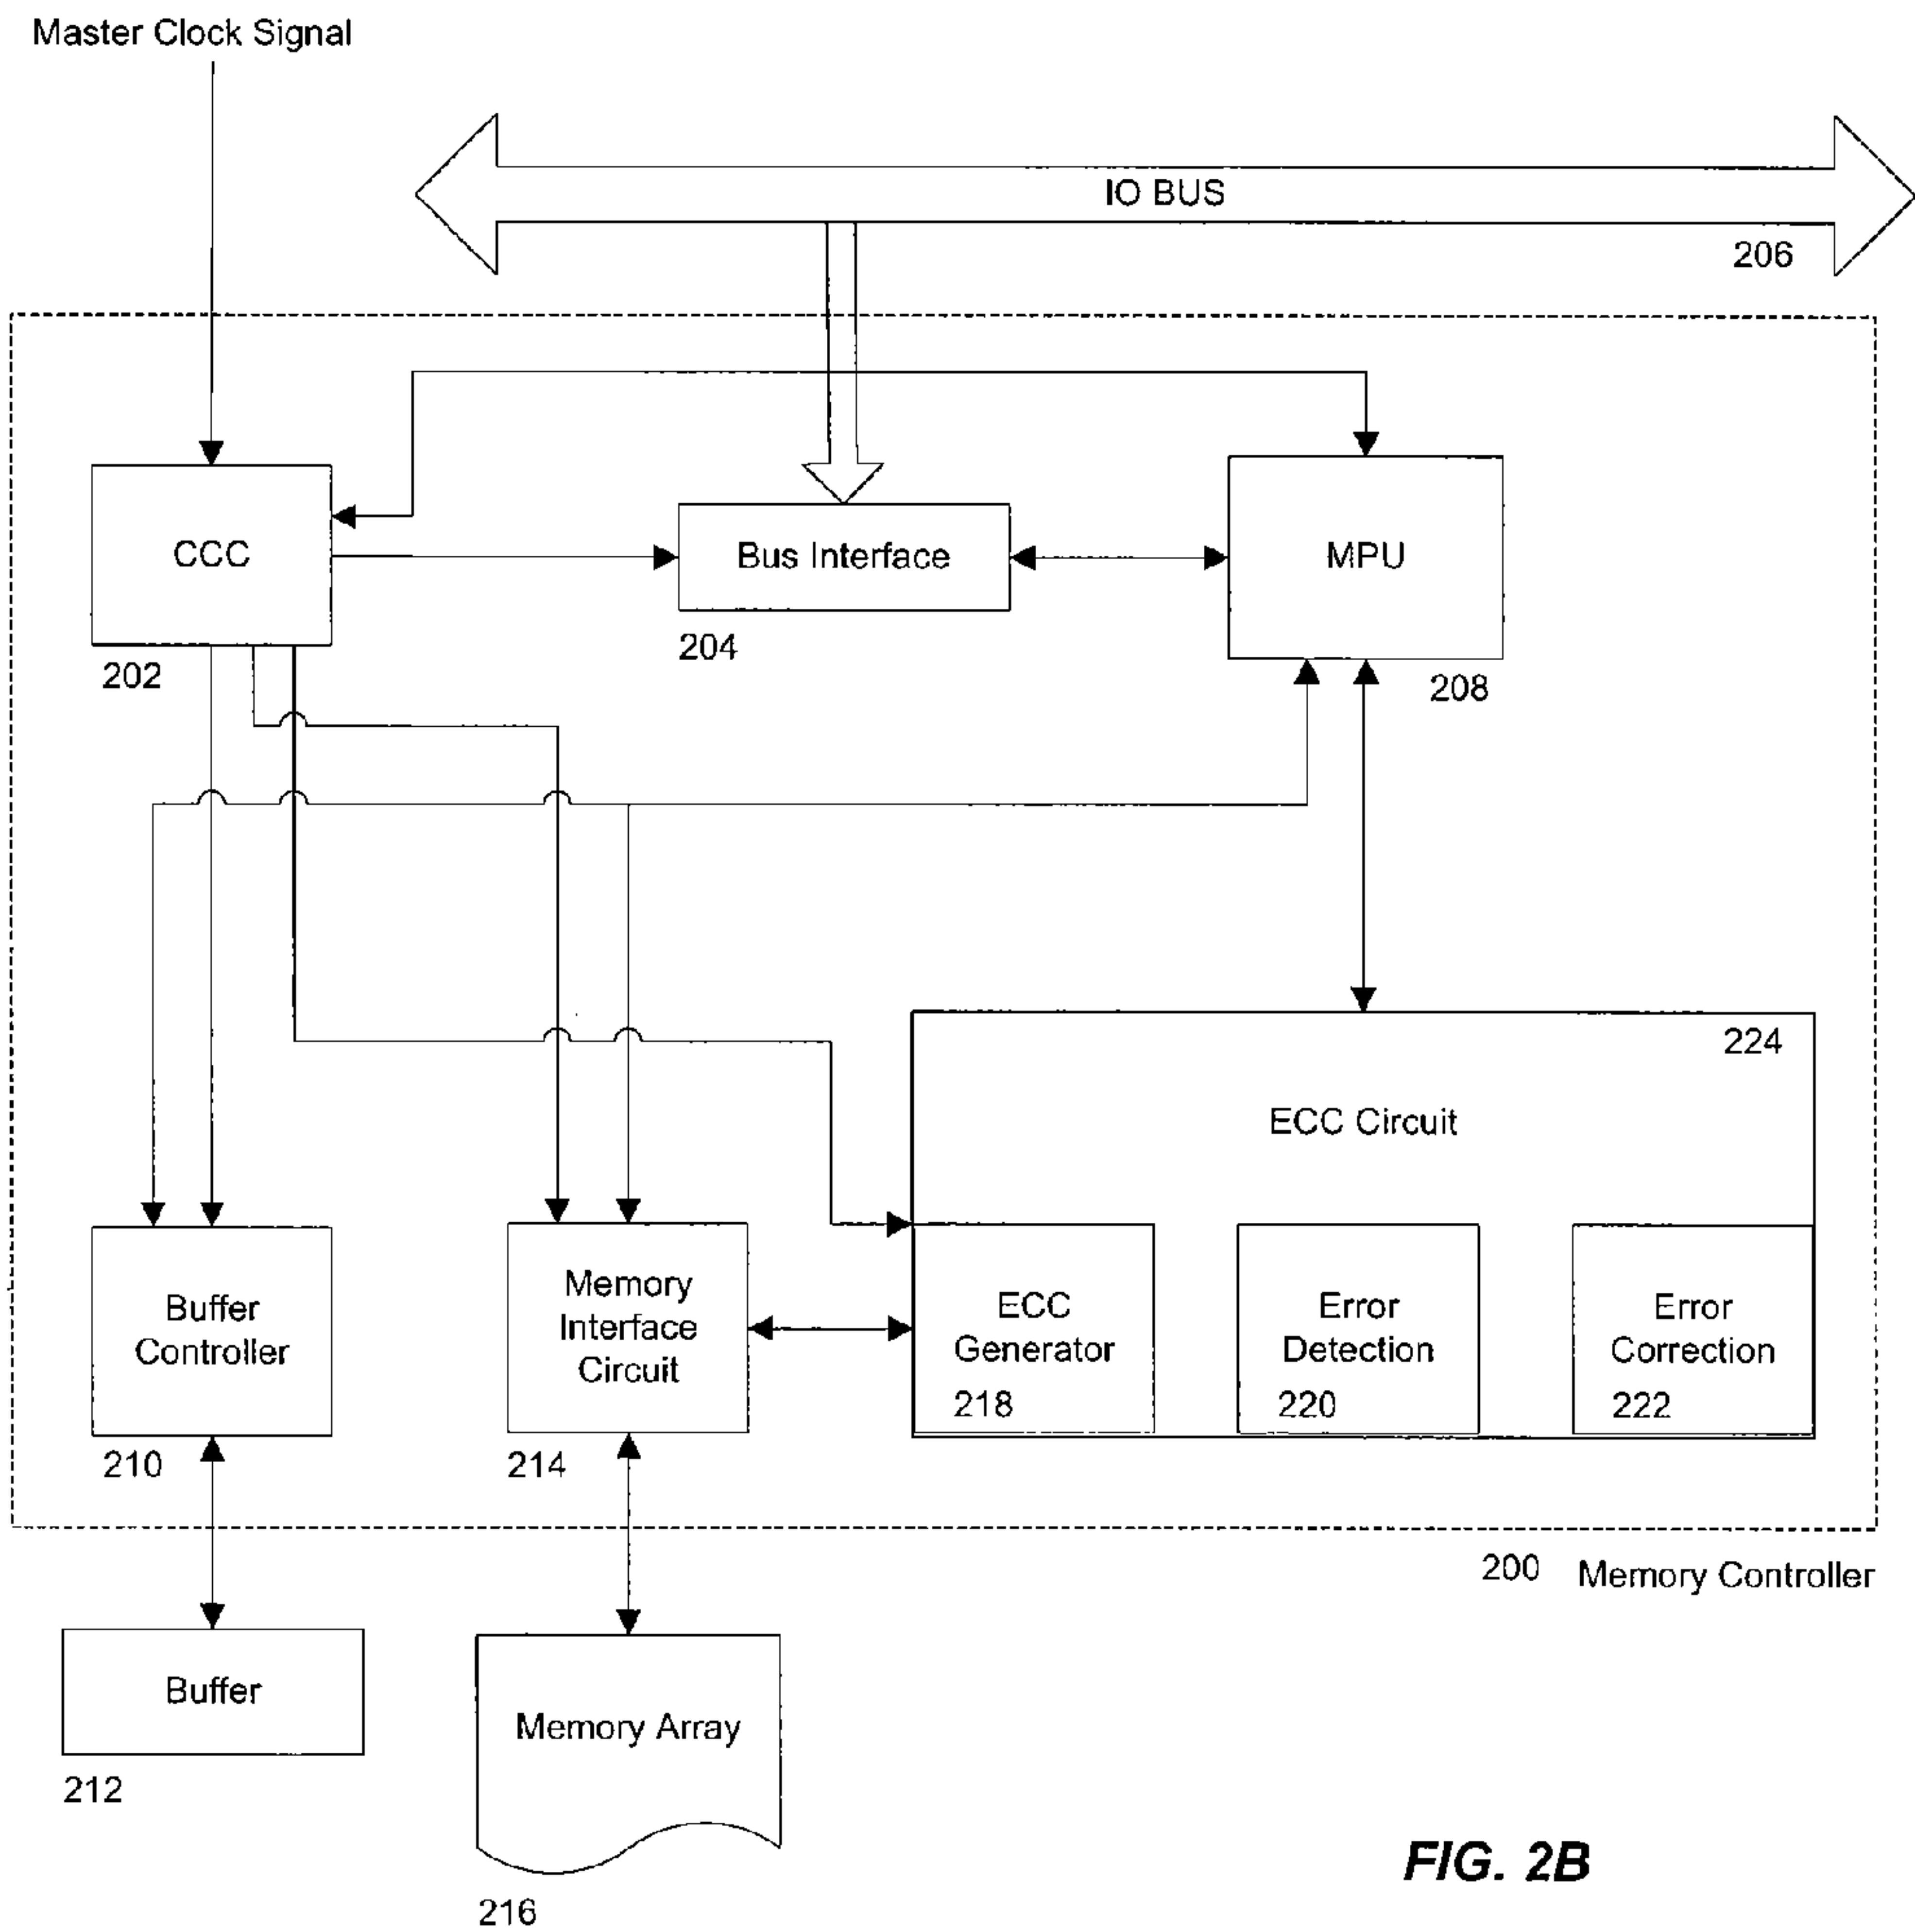 Master Clock Signal
IO BUS
206
CCC
202
Bus Interface
204
MPU
208
224
ECC Circuit
Buffer
Controller
210
Memory
Interface
Circuit
214
ECC
Generator
218
Error
Detection
220
Error
Correction
222
200 Memory Controller
Buffer
212
Memory Array
216
FIG. 2B